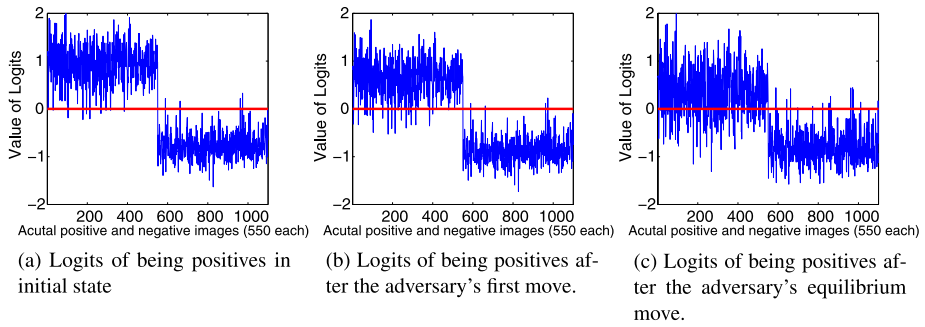 2
1
0
−1
−2
Value of Logits
200 400 600 800 1000
Acutal positive and negative images (550 each)
(a) Logits of being positives in
initial state
2
1
0
−1
−2
Value of Logits
200 400 600 800 1000
Acutal positive and negative images (550 each)
(b) Logits of being positives af-
ter the adversary's first move.
2
1
0
−1
−2
Value of Logits
200 400 600 800 1000
Acutal positive and negative images (550 each)
(c) Logits of being positives af-
ter the adversary's equilibrium
move.